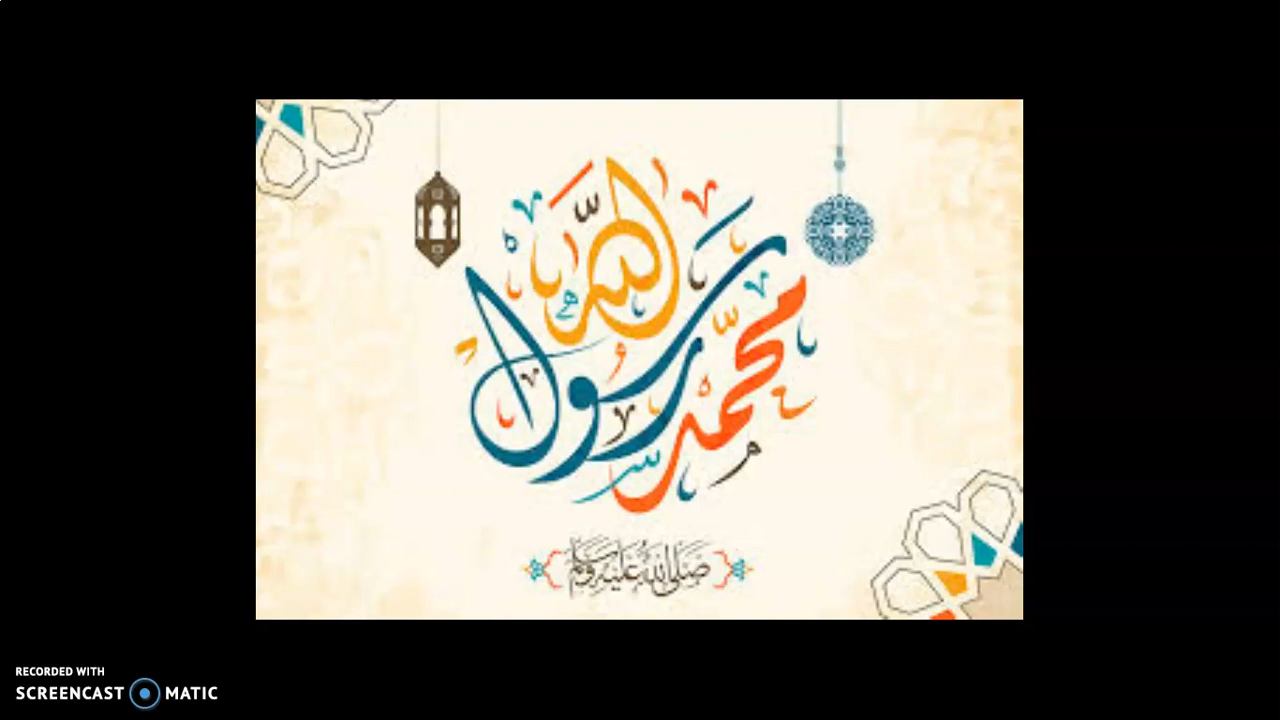 محمد رسول الله
صلى الله عليه وسلم
RECORDED WITH
SCREENCAST MATIC